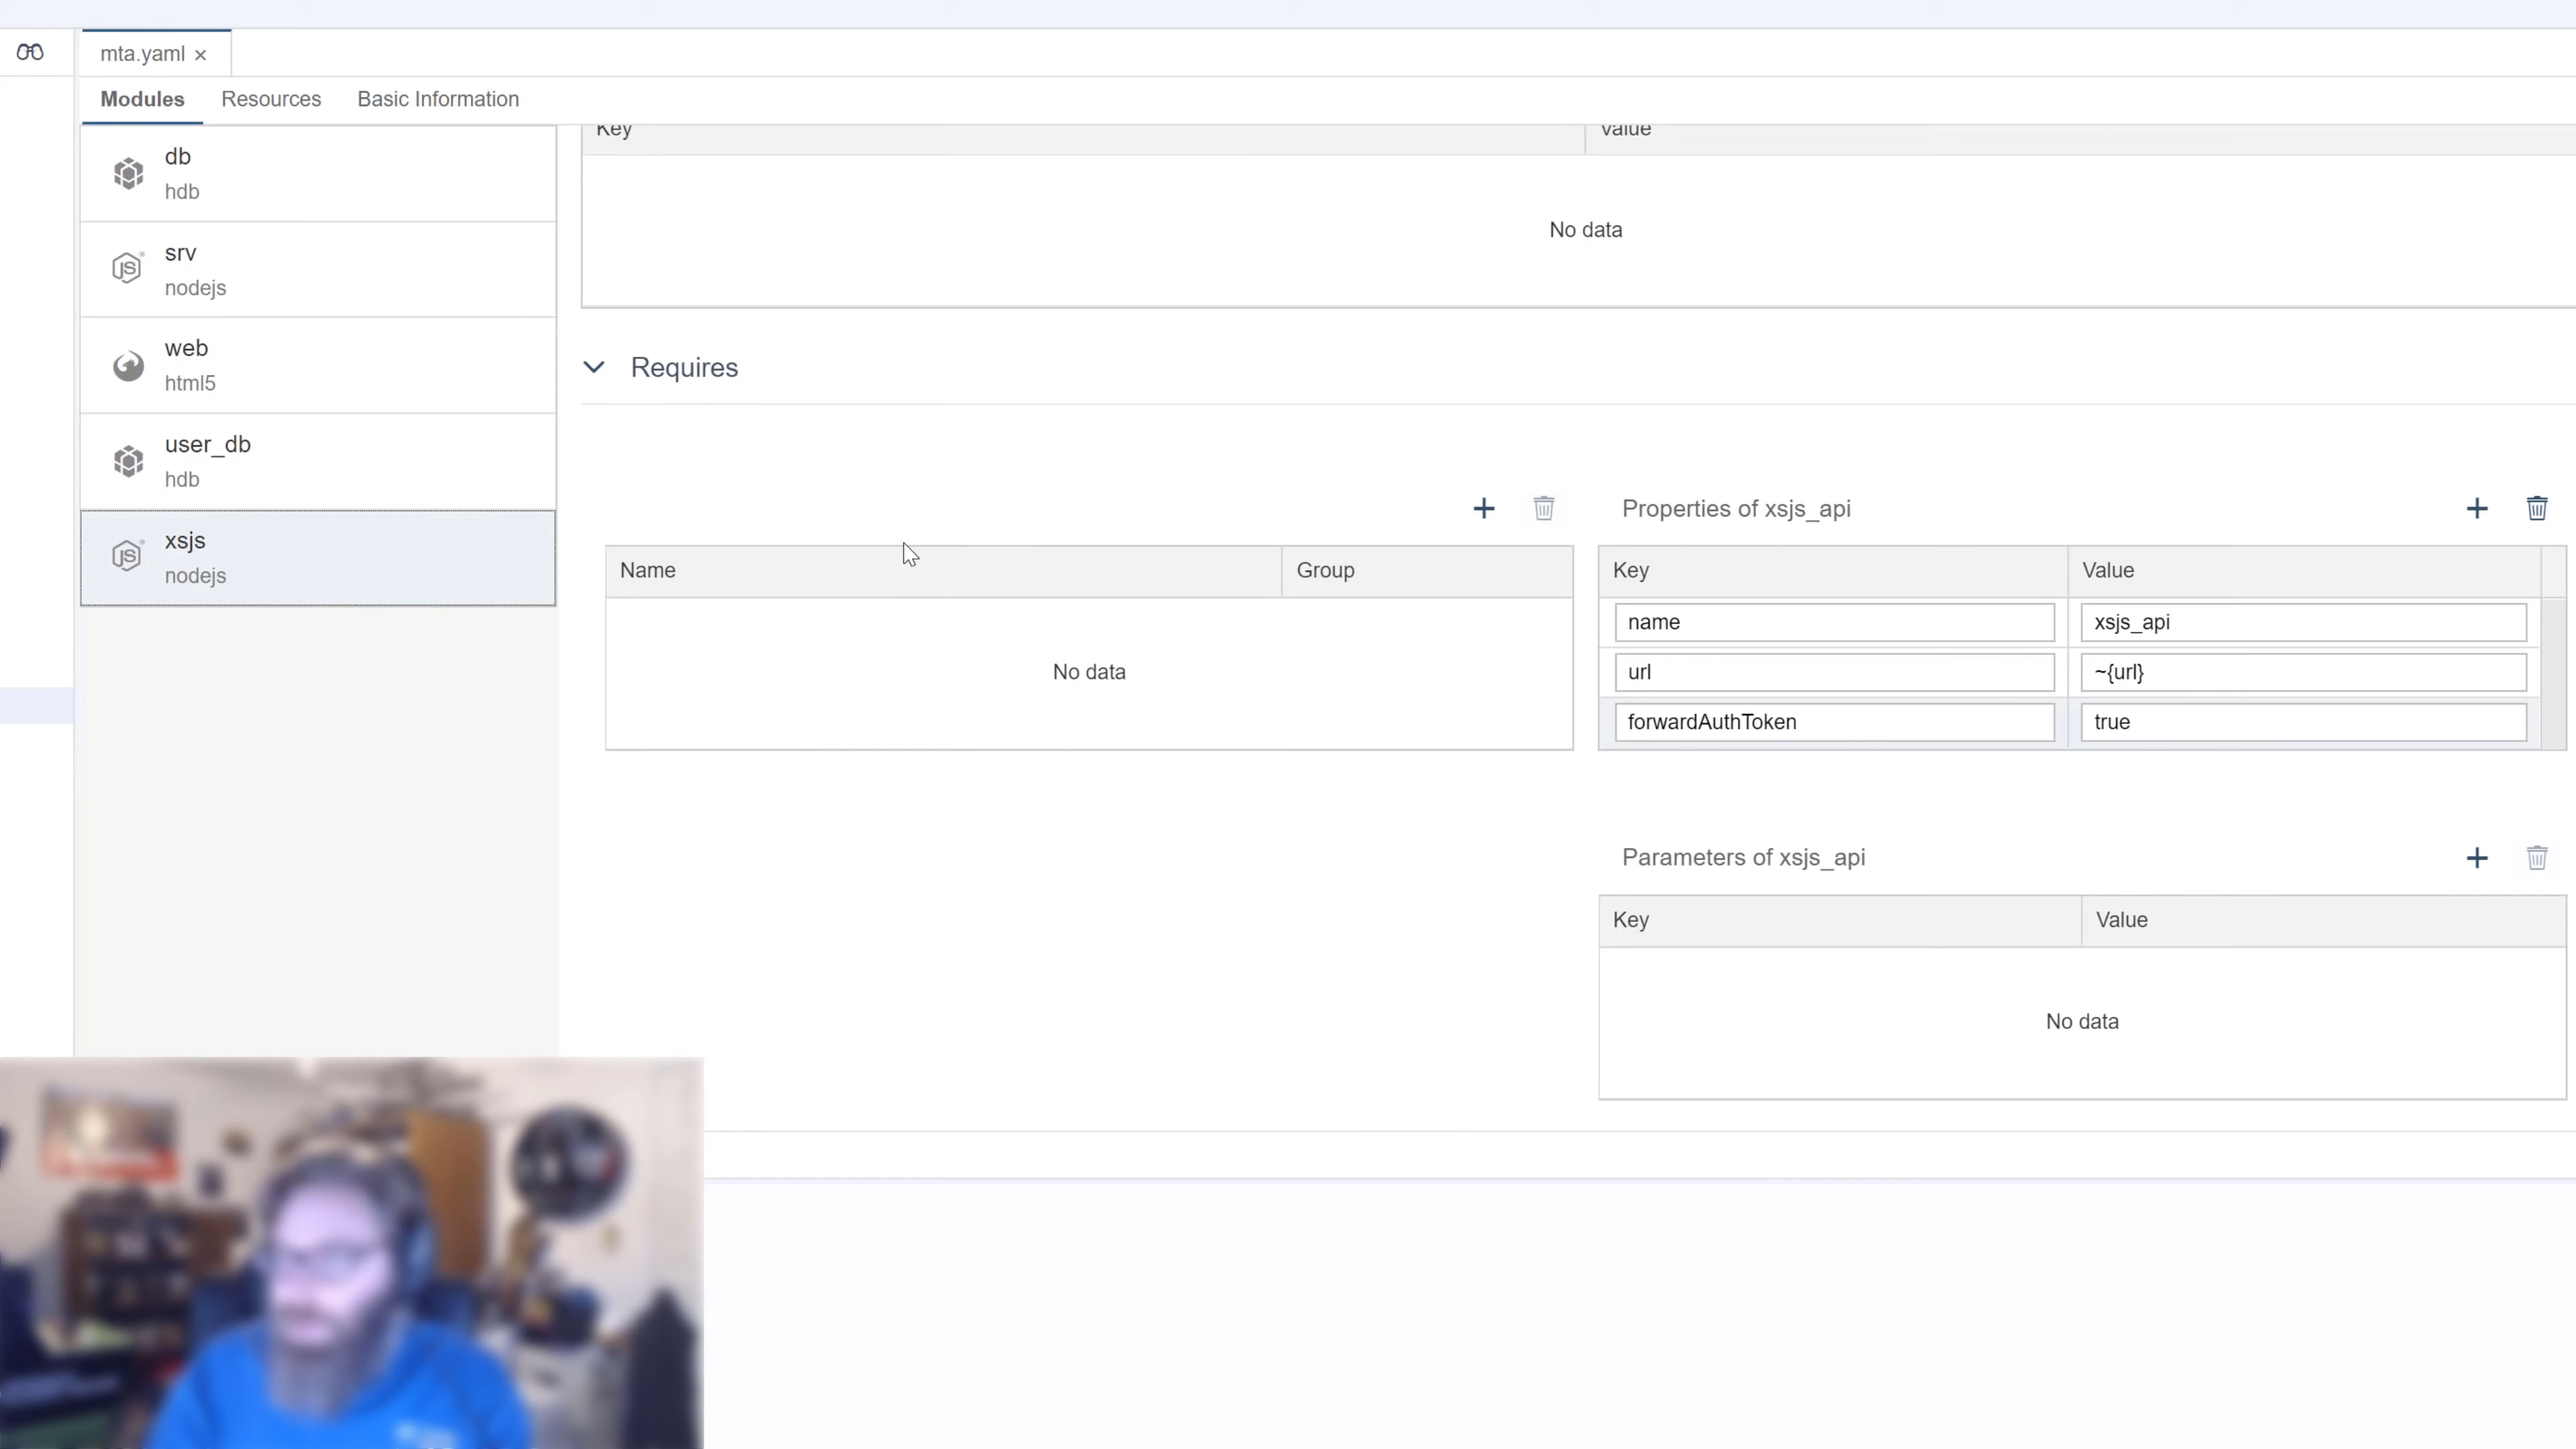 mta.yaml
Modules Resources Basic Information
Key Value
No data
db
hdb
srv
nodejs
web
html5
user_db
hdb
xsjs
nodejs
Requires
Name Group
No data
Properties of xsjs_api
Key Value
name xsjs_api
url ~{url}
forwardAuthToken true
Parameters of xsjs_api
Key Value
No data